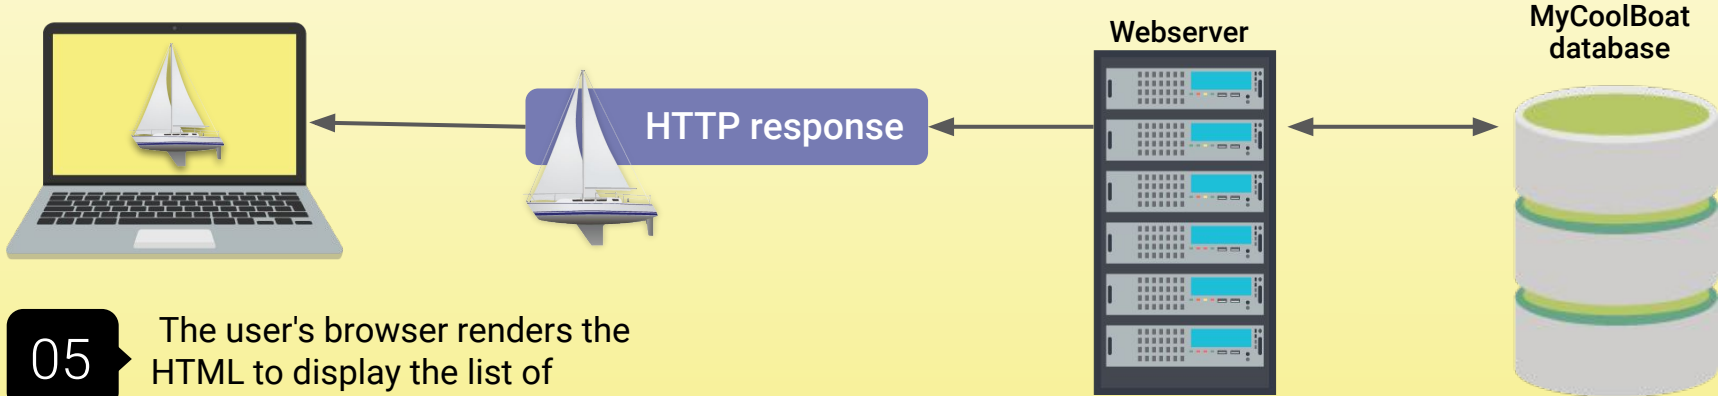 MyCoolBoat
database
Webserver
HTTP response
05
The user's browser renders the
HTML to display the list of